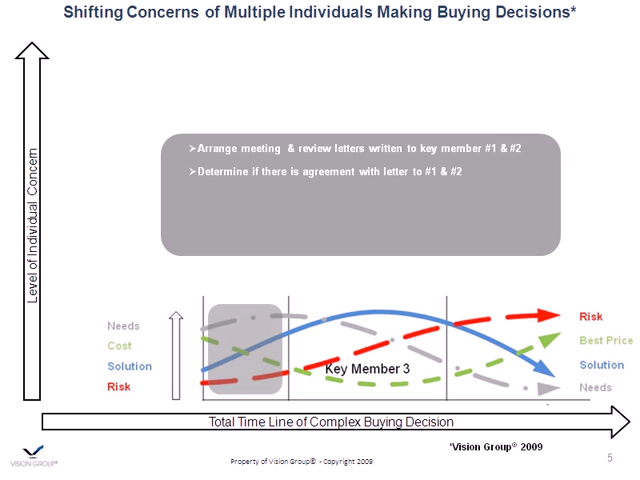 Shifting Concerns of Multiple Individuals Making Buying Decisions*
Level of Individual Concern
➢Arrange meeting & review letters written to key member #1 & #2
➢Determine if there is agreement with letter to #1 & #2
Needs
Cost
Solution
Risk
Key Member 3
Risk
Best Price
Solution
Needs
Total Time Line of Complex Buying Decision
*Vision Group® 2009
VISION GROUP®
Property of Vision Group® - Copyright 2009
5